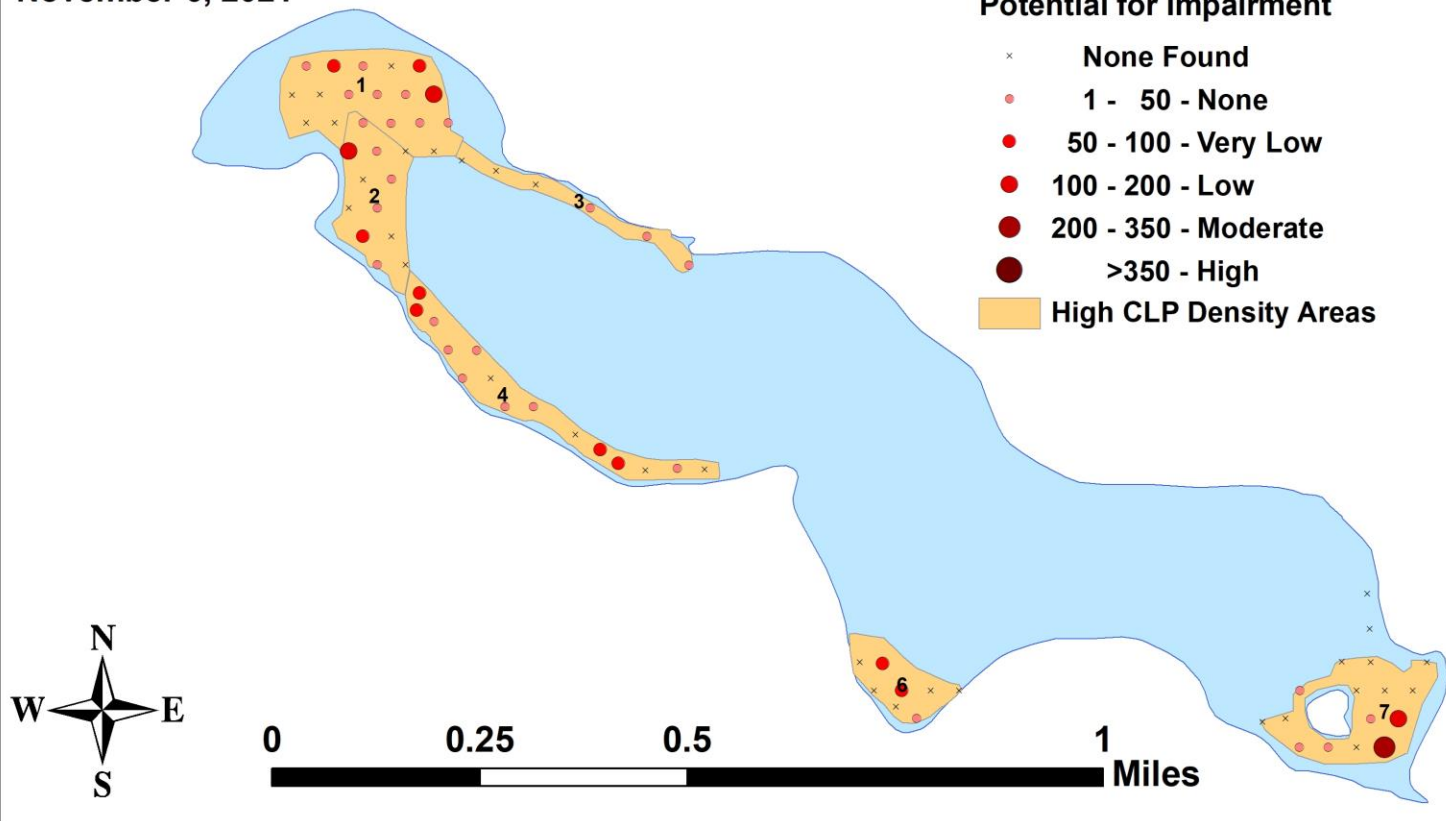 Potential for Impairment
None Found
1 - 50 - None
50 - 100 - Very Low
100 - 200 - Low
200 - 350 - Moderate
>350 - High
High CLP Density Areas
1
2
3
4
6
7
N
W E
S
0 0.25 0.5 1
Miles